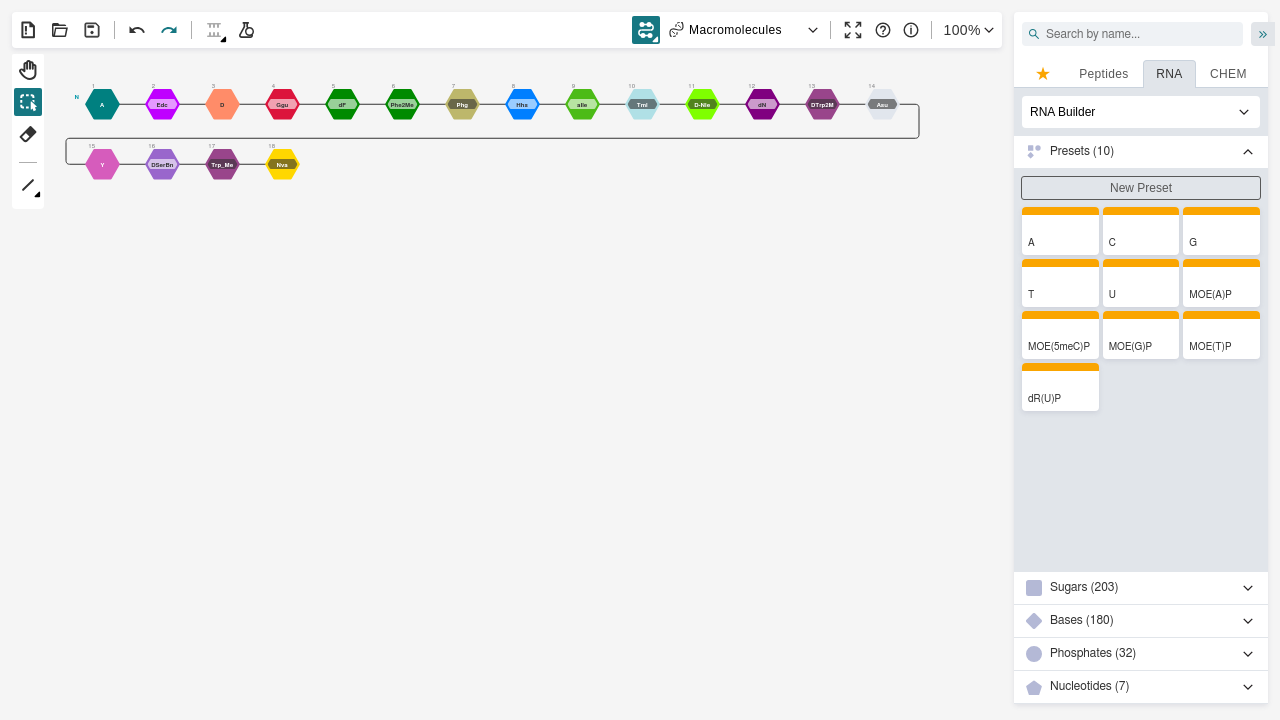 Macromolecules
100%
Search by name...
Peptides RNA CHEM
RNA Builder
Presets (10)
New Preset
A C G
T U MOE(A)P
MOE(5meC)P MOE(G)P MOE(T)P
dR(U)P
Sugars (203)
Bases (180)
Phosphates (32)
Nucleotides (7)
1 2 3 4 5 6 7 8 9 10 11 12 13 14
N A Edc D Ggu dF Phe2Me Phg Hha aIle Tml D-Nle dN DTrp2M Asu
15 16 17 18
Y DSerBn Trp_Me Nva